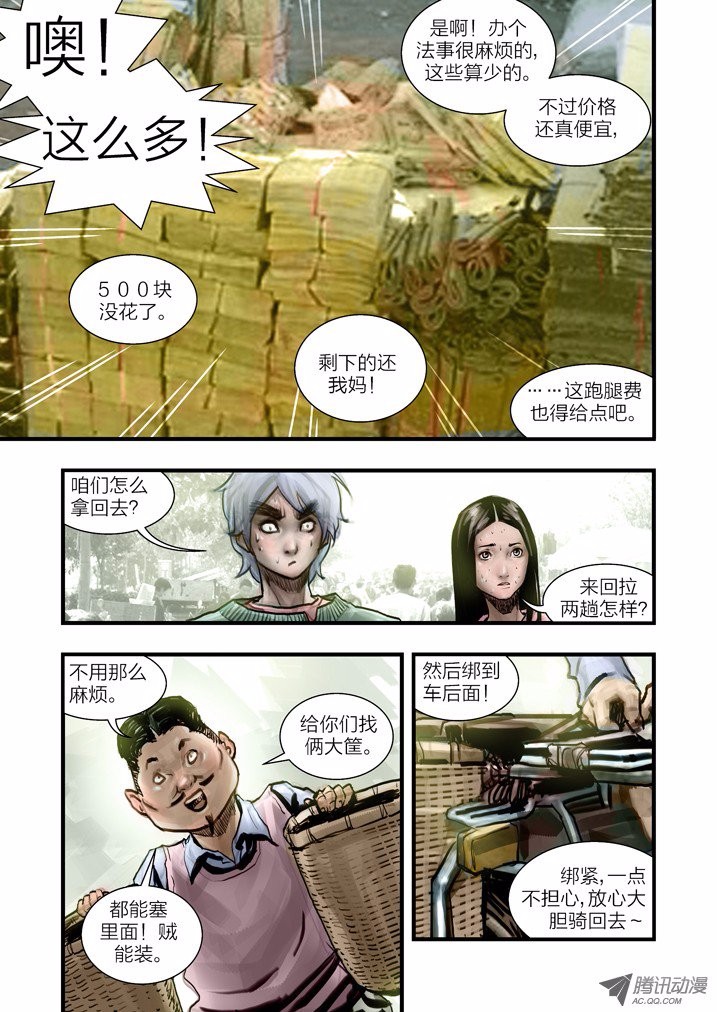 噢！
这么多！
是啊！办个
法事很麻烦的，
这些算少的。
不过价格
还真便宜，
500块
没花了。
剩下的还
我妈！
……这跑腿费
也得给点吧。
咱们怎么
拿回去？
来回拉
两趟怎样？
不用那么
麻烦。
给你们找
俩大筐。
都能塞
里面！贼
能装。
然后绑到
车后面！
绑紧，一点
不担心，放心大
胆骑回去～
腾讯动漫
AC.QQ.COM